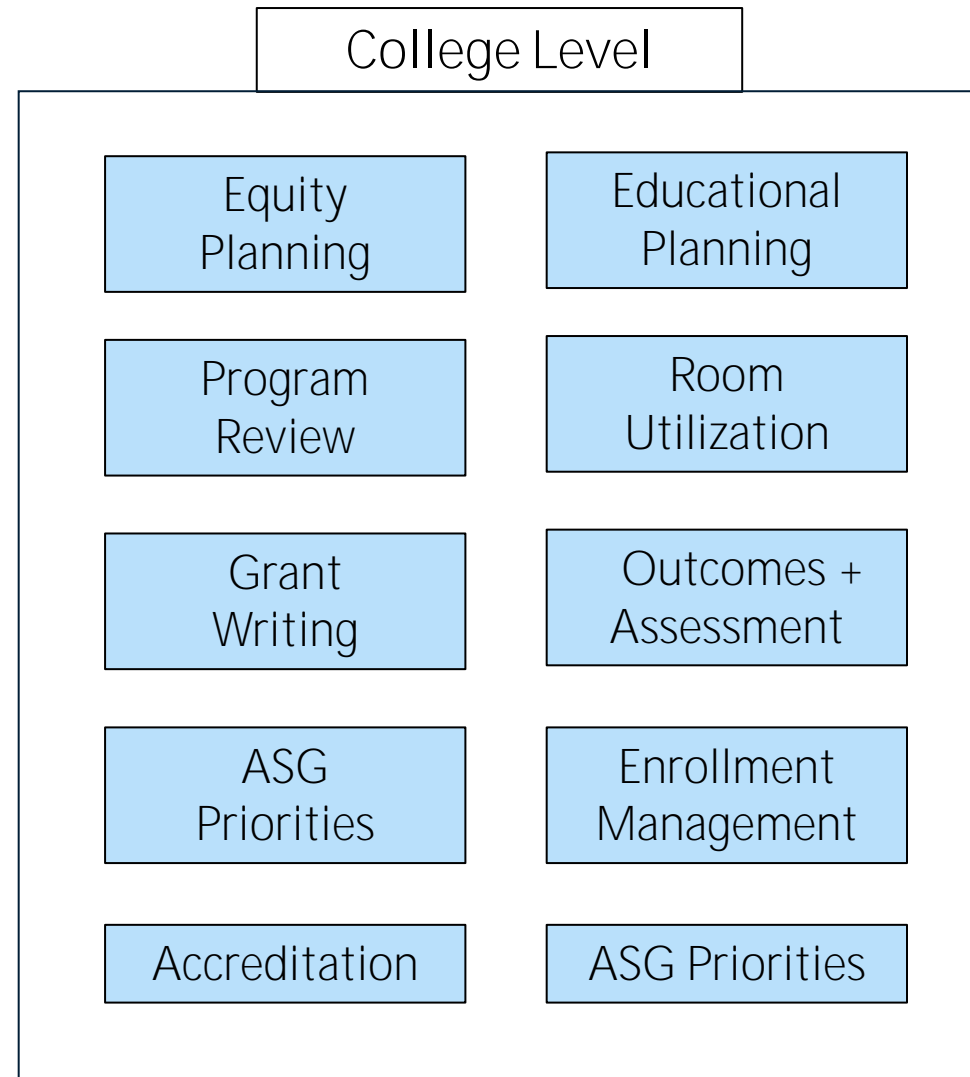 College Level
Equity
Planning
Educational
Planning
Program
Review
Room
Utilization
Grant
Writing
Outcomes +
Assessment
ASG
Priorities
Enrollment
Management
Accreditation
ASG Priorities